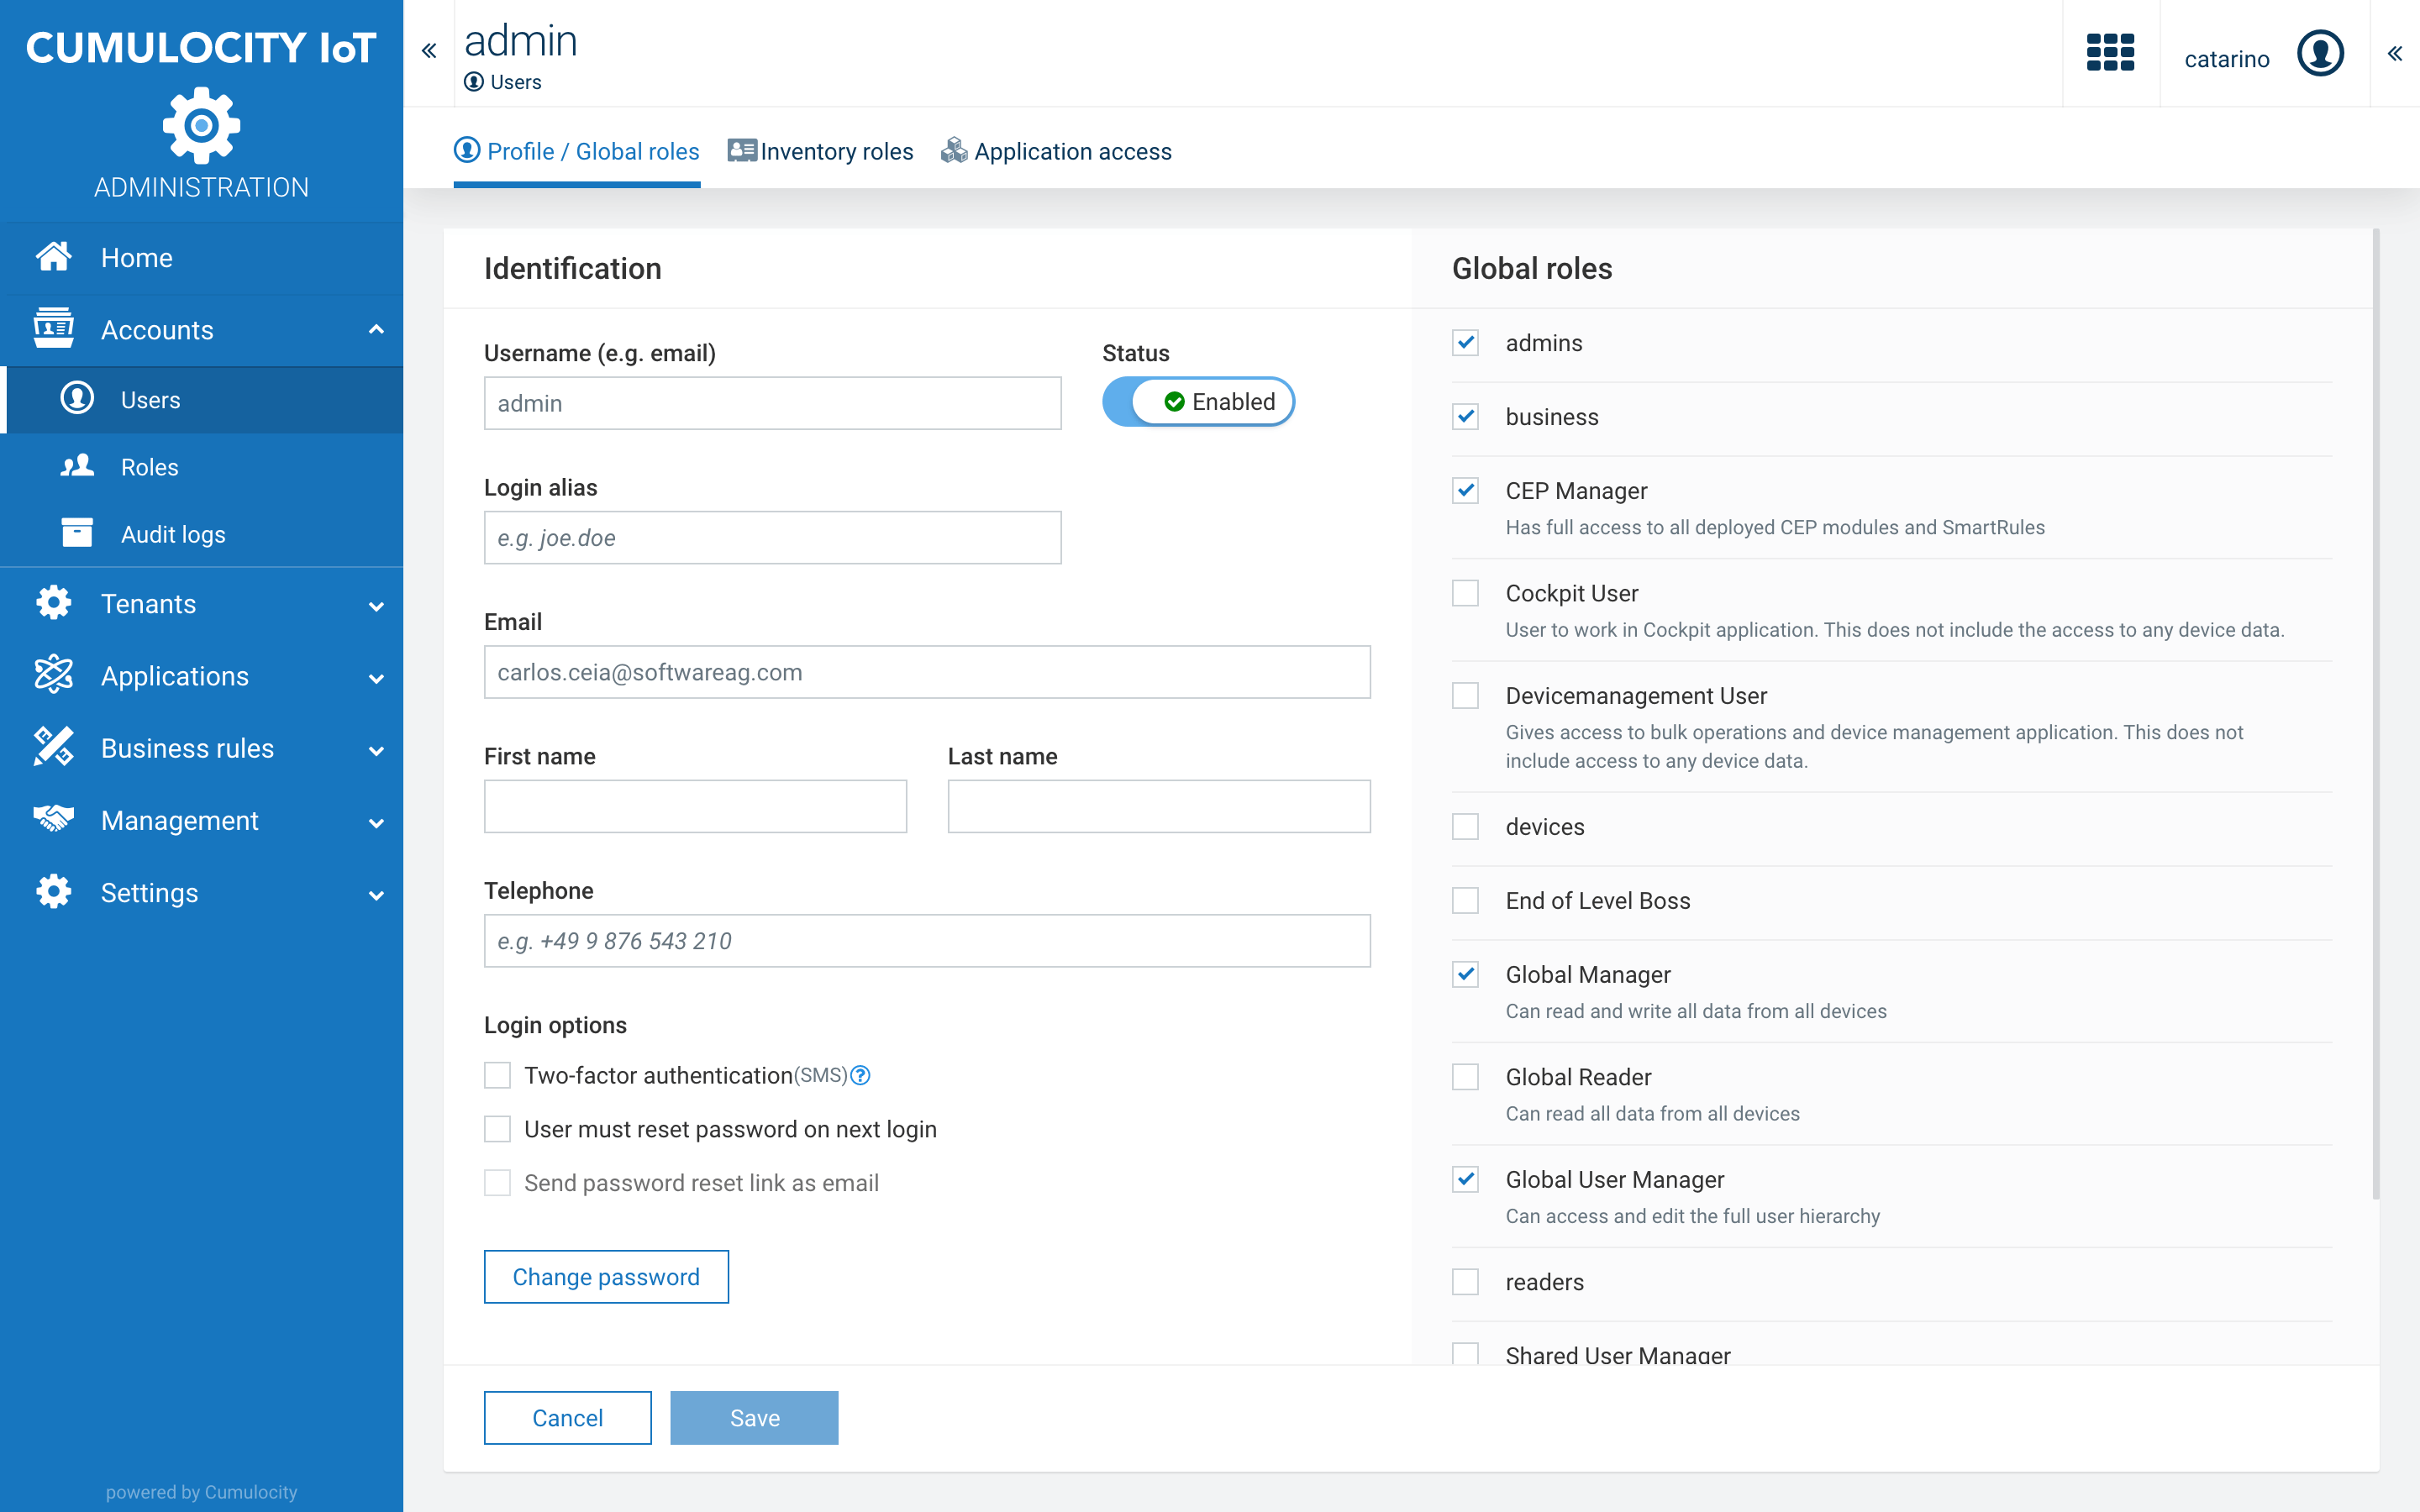 CUMULOCITY IoT
ADMINISTRATION
Home
Accounts
Users
Roles
Audit logs
Tenants
Applications
Business rules
Management
Settings
powered by Cumulocity
admin
Users
catarino
Profile / Global roles
Inventory roles
Application access
Identification
Username (e.g. email)
Status
admin
Enabled
Login alias
e.g. joe.doe
Email
carlos.ceia@softwareag.com
First name
Last name
Telephone
e.g. +49 9 876 543 210
Login options
Two-factor authentication(SMS)
User must reset password on next login
Send password reset link as email
Change password
Cancel
Save
Global roles
admins
business
CEP Manager
Has full access to all deployed CEP modules and SmartRules
Cockpit User
User to work in Cockpit application. This does not include the access to any device data.
Devicemanagement User
Gives access to bulk operations and device management application. This does not
include access to any device data.
devices
End of Level Boss
Global Manager
Can read and write all data from all devices
Global Reader
Can read all data from all devices
Global User Manager
Can access and edit the full user hierarchy
readers
Shared User Manager